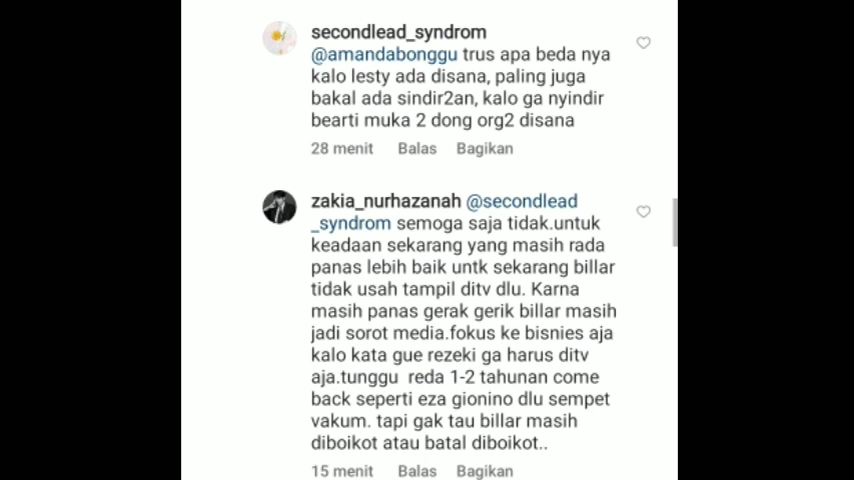 secondlead_syndrom
@amandabonggu trus apa beda nya
kalo lesty ada disana, paling juga
bakal ada sindir2an, kalo ga nyindir
bearti muka 2 dong org2 disana
28 menit Balas Bagikan
zakia_nurhazanah @secondlead
_syndrom semoga saja tidak.untuk
keadaan sekarang yang masih rada
panas lebih baik untk sekarang billar
tidak usah tampil ditv dlu. Karna
masih panas gerak gerik billar masih
jadi sorot media.fokus ke bisnies aja
kalo kata gue rezeki ga harus ditv
aja.tunggu reda 1-2 tahunan come
back seperti eza gionino dlu sempet
vakum. tapi gak tau billar masih
diboikot atau batal diboikot..
15 menit Balas Bagikan